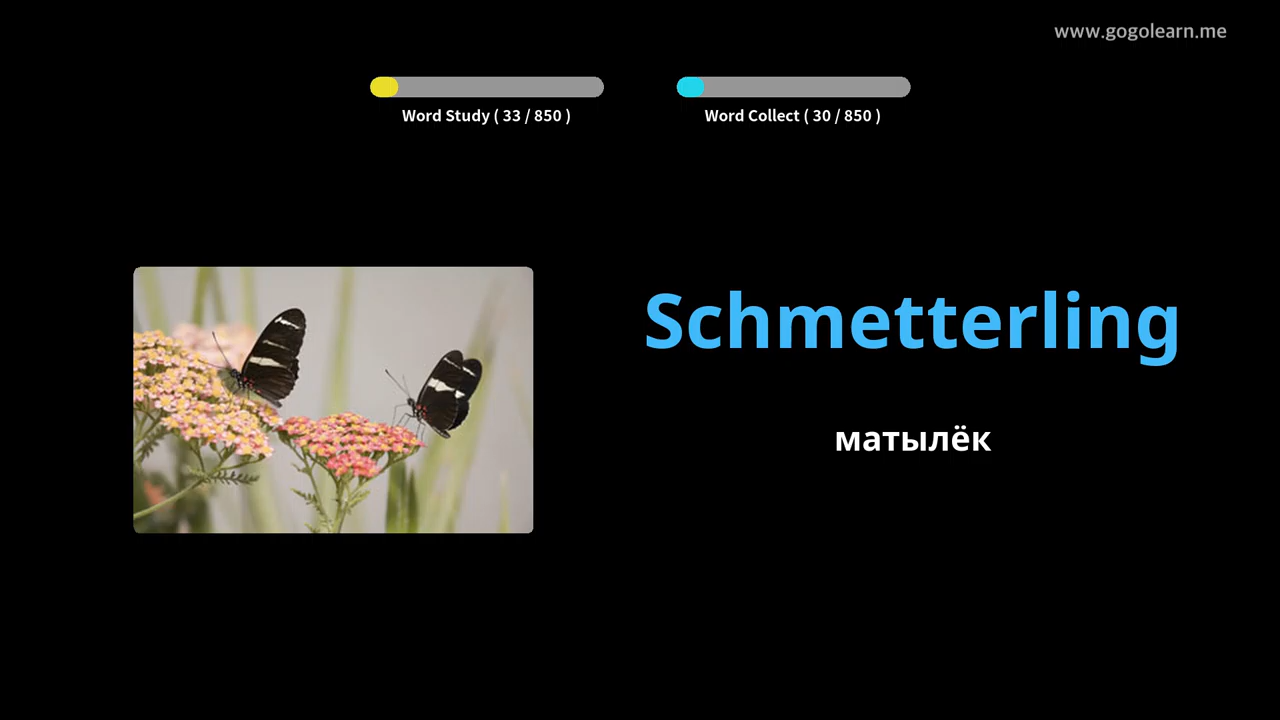 www.gogolearn.me
Word Study ( 33 / 850 )
Word Collect ( 30 / 850 )
Schmetterling
матылёк